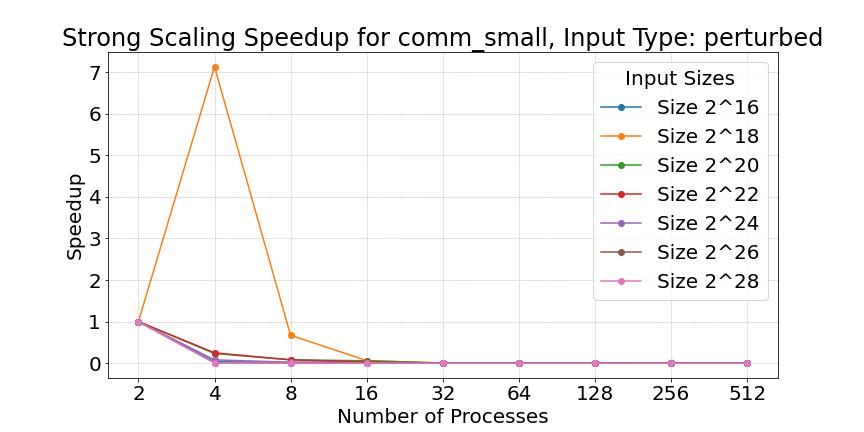 Strong Scaling Speedup for comm_small, Input Type: perturbed
Speedup
7
6
5
4
3
2
1
0
Input Sizes
Size 2^16
Size 2^18
Size 2^20
Size 2^22
Size 2^24
Size 2^26
Size 2^28
2 4 8 16 32 64 128 256 512
Number of Processes